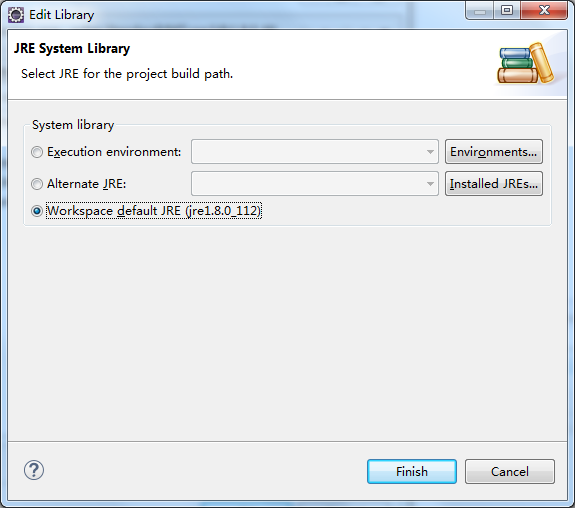 Edit Library
JRE System Library
Select JRE for the project build path.
System library
Execution environment:
Environments...
Alternate JRE:
Installed JREs...
Workspace default JRE (jre1.8.0_112)
?
Finish
Cancel